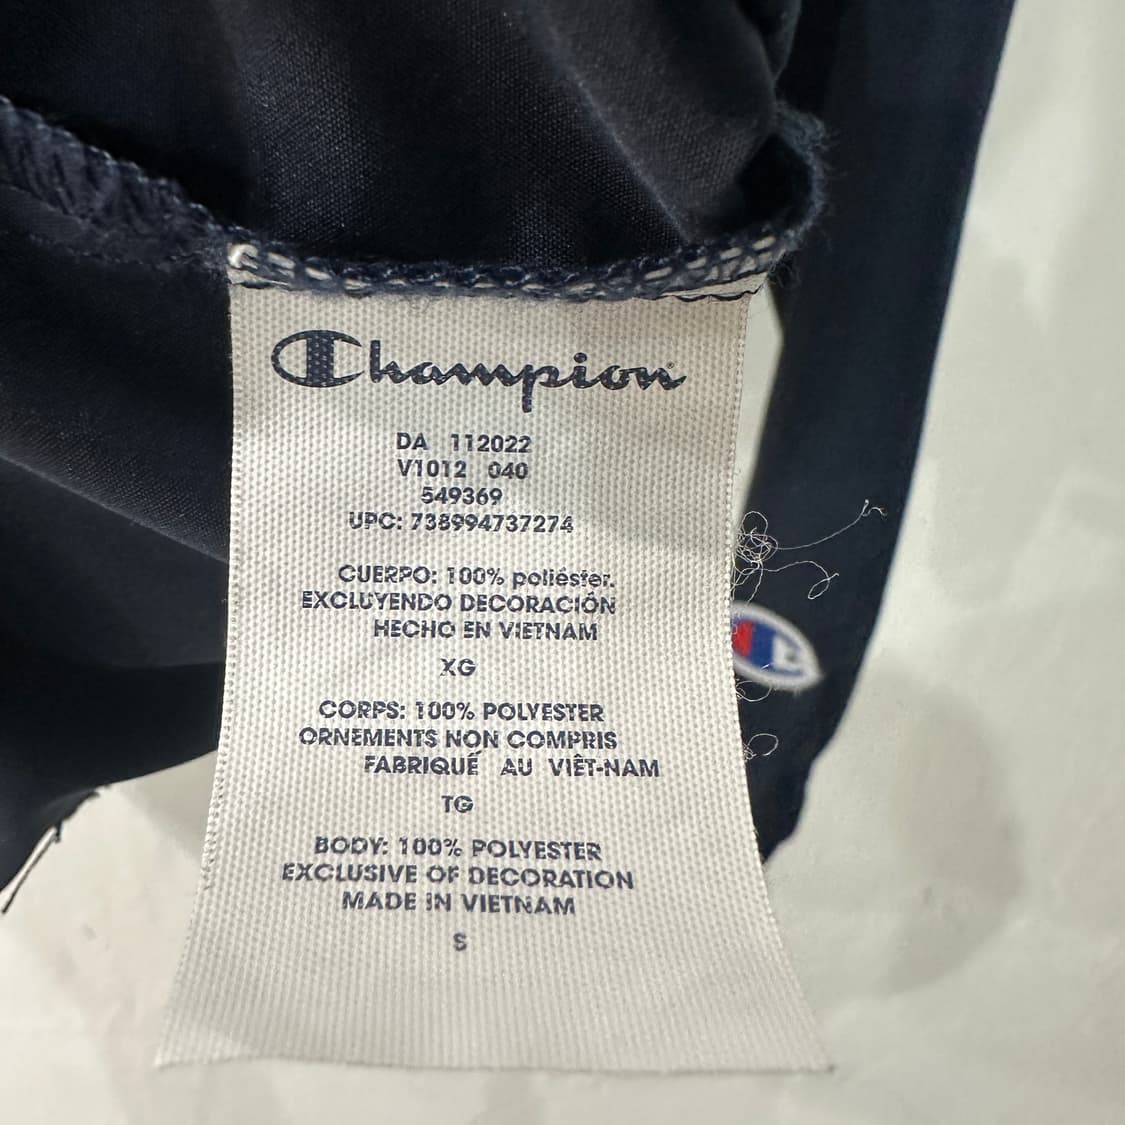 Champion
DA 112022
V1012 040
549369
UPC: 738994737274
CUERPO: 100% poliéster.
EXCLUYENDO DECORACIÓN
HECHO EN VIETNAM
XG
CORPS: 100% POLYESTER
ORNEMENTS NON COMPRIS
FABRIQUÉ AU VIÊT-NAM
TG
BODY: 100% POLYESTER
EXCLUSIVE OF DECORATION
MADE IN VIETNAM
S